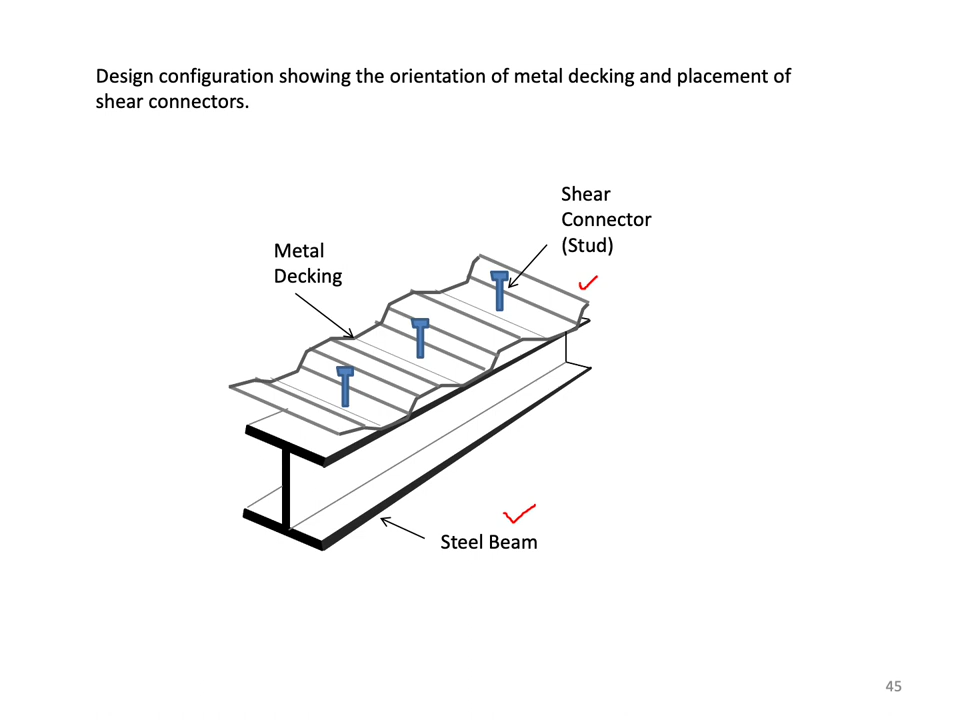 Design configuration showing the orientation of metal decking and placement of
shear connectors.
Shear
Connector
(Stud)
Metal
Decking
Steel Beam
45